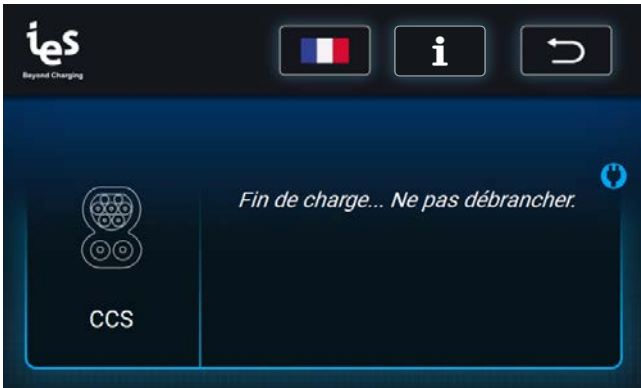 ies
Beyond Charging
i
Fin de charge... Ne pas débrancher.
CCS